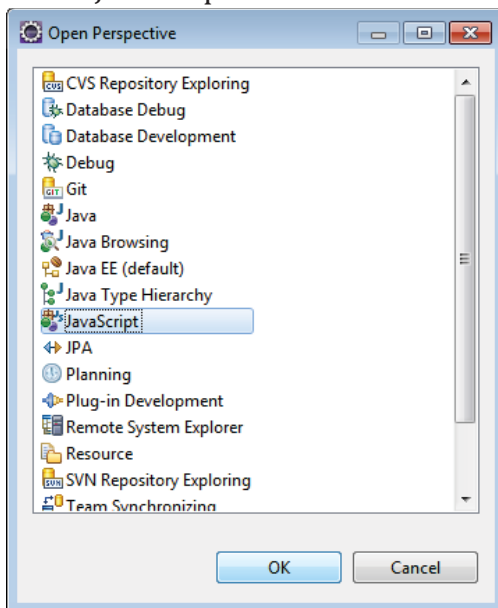 Open Perspective
CVS Repository Exploring
Database Debug
Database Development
Debug
Git
Java
Java Browsing
Java EE (default)
Java Type Hierarchy
JavaScript
JPA
Planning
Plug-in Development
Remote System Explorer
Resource
SVN Repository Exploring
Team Synchronizing
OK Cancel